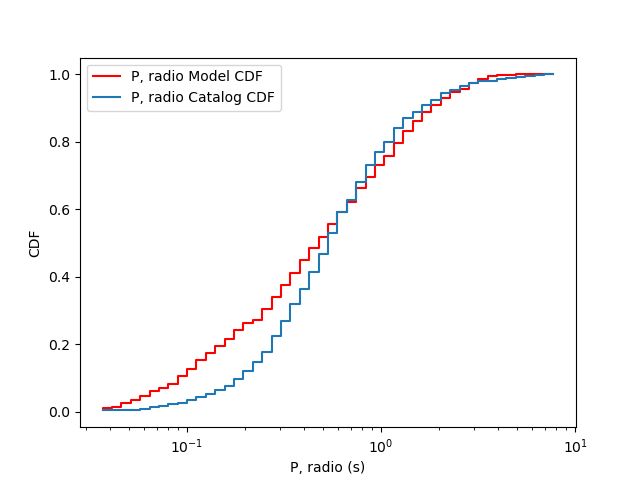 P, radio Model CDF
P, radio Catalog CDF
1.0
0.8
0.6
0.4
0.2
0.0
CDF
10⁻¹ 10⁰ 10¹
P, radio (s)